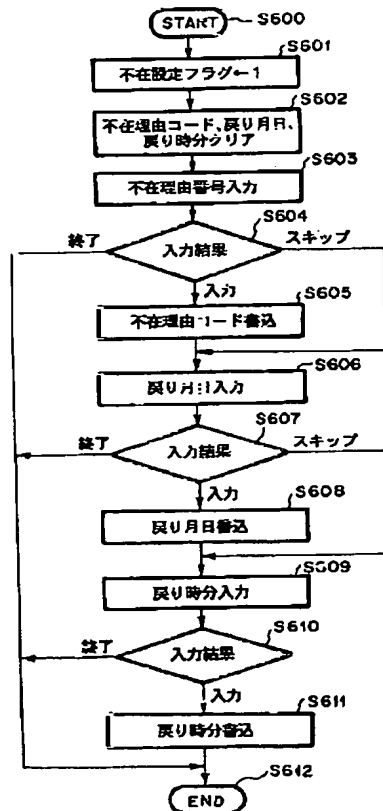 START
S600
S601
不在設定フラグ←1
S602
不在理由コード、戻り月日、
戻り時分クリア
S603
不在理由番号入力
S604
終了
入力結果
スキップ
入力
S605
不在理由コード書込
S606
戻り月日入力
S607
終了
入力結果
スキップ
入力
S608
戻り月日書込
S609
戻り時分入力
S610
終了
入力結果
入力
S611
戻り時分書込
S612
END